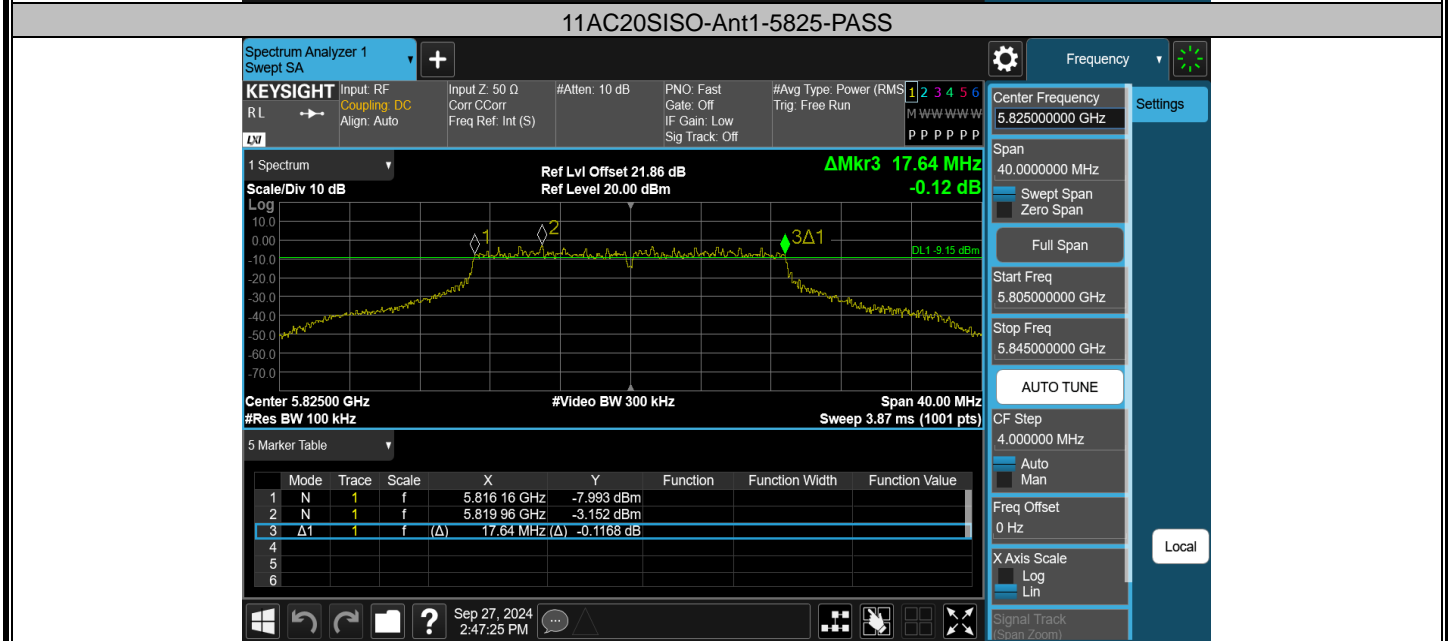 11AC20SISO-Ant1-5825-PASS
Spectrum Analyzer 1
Swept SA
+
Frequency
KEYSIGHT
RL
LXI
Input: RF
Coupling: DC
Align: Auto
Input Z: 50 Ω
Corr CCorr
Freq Ref: Int (S)
#Atten: 10 dB
PNO: Fast
Gate: Off
IF Gain: Low
Sig Track: Off
#Avg Type: Power (RMS
Trig: Free Run
1 2 3 4 5 6
M W W W W W
P P P P P P
1 Spectrum
Scale/Div 10 dB
Log
Ref Lvl Offset 21.86 dB
Ref Level 20.00 dBm
ΔMkr3 17.64 MHz
-0.12 dB
10.0
0.00
-10.0
-20.0
-30.0
-40.0
-50.0
-60.0
-70.0
1
2
3Δ1
DL1 -9.15 dBm
Center 5.82500 GHz
#Video BW 300 kHz
Span 40.00 MHz
#Res BW 100 kHz
Sweep 3.87 ms (1001 pts)
5 Marker Table
Mode Trace Scale X Y Function Function Width Function Value
1 N 1 f 5.816 16 GHz -7.993 dBm
2 N 1 f 5.819 96 GHz -3.152 dBm
3 Δ1 1 f (Δ) 17.64 MHz (Δ) -0.1168 dB
4
5
6
Center Frequency
5.825000000 GHz
Settings
Span
40.0000000 MHz
Swept Span
Zero Span
Full Span
Start Freq
5.805000000 GHz
Stop Freq
5.845000000 GHz
AUTO TUNE
CF Step
4.000000 MHz
Auto
Man
Freq Offset
0 Hz
X Axis Scale
Log
Lin
Signal Track
(Span Zoom)
Local
?
Sep 27, 2024
2:47:25 PM